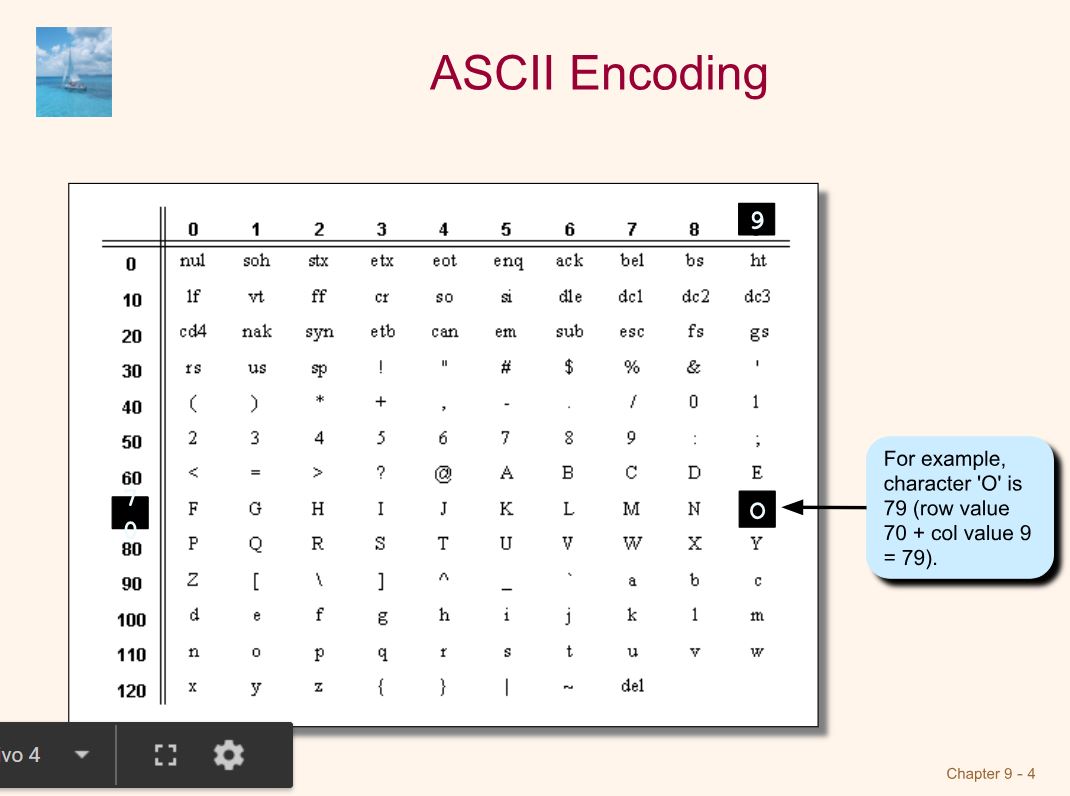 ASCII Encoding
0 1 2 3 4 5 6 7 8 9
0 nul soh stx etx eot enq ack bel bs ht
10 lf vt ff cr so si dle dc1 dc2 dc3
20 cd4 nak syn etb can em sub esc fs gs
30 rs us sp ! " # $ % & '
40 ( ) * + , - . / 0 1
50 2 3 4 5 6 7 8 9 : ;
60 < = > ? @ A B C D E
70 F G H I J K L M N O
80 P Q R S T U V W X Y
90 Z [ \ ] ^ _ ` a b c
100 d e f g h i j k l m
110 n o p q r s t u v w
120 x y z { } | ~ del
For example,
character 'O' is
79 (row value
70 + col value 9
= 79).
vo 4
Chapter 9 - 4